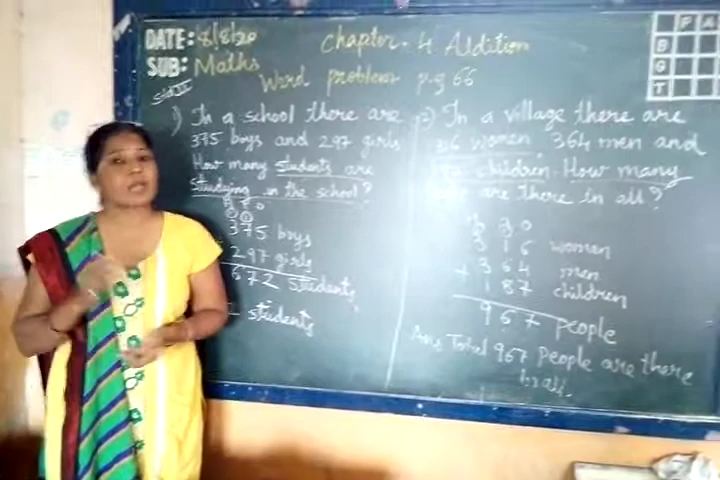 DATE: 8/8/20
SUB: Maths
Std II
Chapter - 4 Addition
Word problem p.g 66
P A
B
G
T
1) In a school there are
375 boys and 297 girls
How many students are
studying in the school?
H T O
375 boys
297 girls
672 students
students
2) In a village there are
316 women 364 men and
children. How many
are there in all?
H T O
316 women
+ 364 men
187 children
967 people
Ans Total 967 People are there
in all.